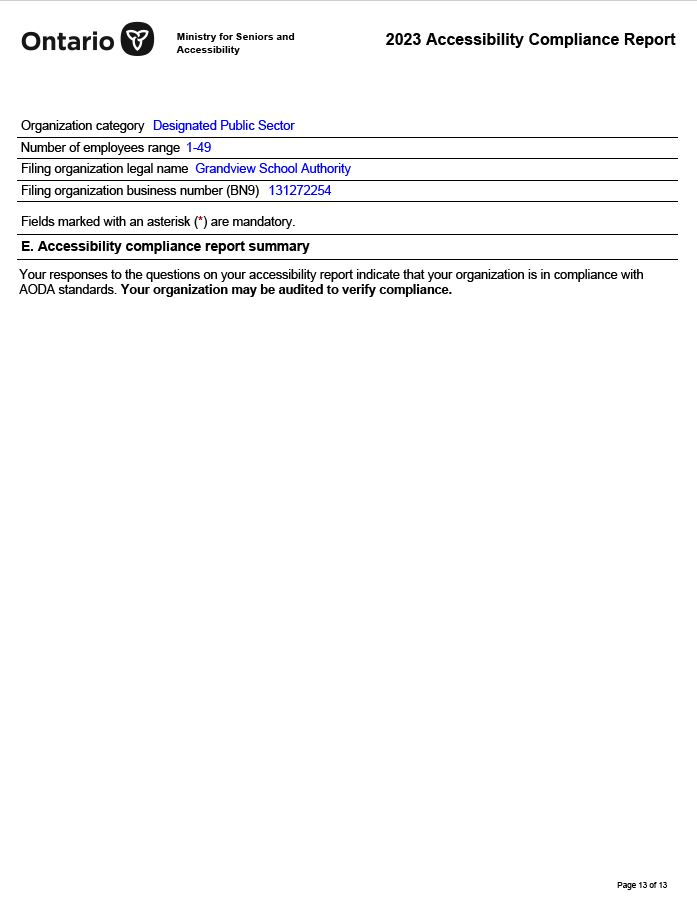 Ontario
Ministry for Seniors and
Accessibility
2023 Accessibility Compliance Report
Organization category Designated Public Sector
Number of employees range 1-49
Filing organization legal name Grandview School Authority
Filing organization business number (BN9) 131272254
Fields marked with an asterisk (*) are mandatory.
E. Accessibility compliance report summary
Your responses to the questions on your accessibility report indicate that your organization is in compliance with
AODA standards. Your organization may be audited to verify compliance.
Page 13 of 13